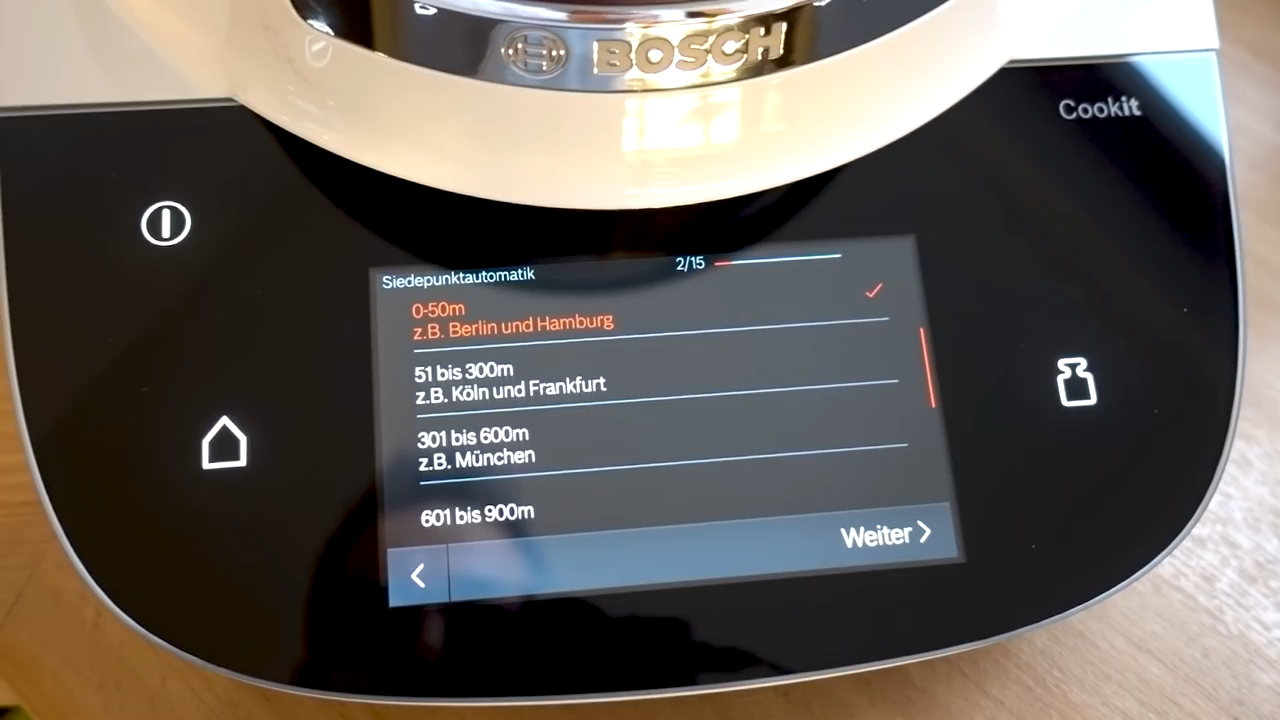 BOSCH
Cookit
Siedepunktautomatik 2/15
0-50m
z.B. Berlin und Hamburg
51 bis 300m
z.B. Köln und Frankfurt
301 bis 600m
z.B. München
601 bis 900m
Weiter